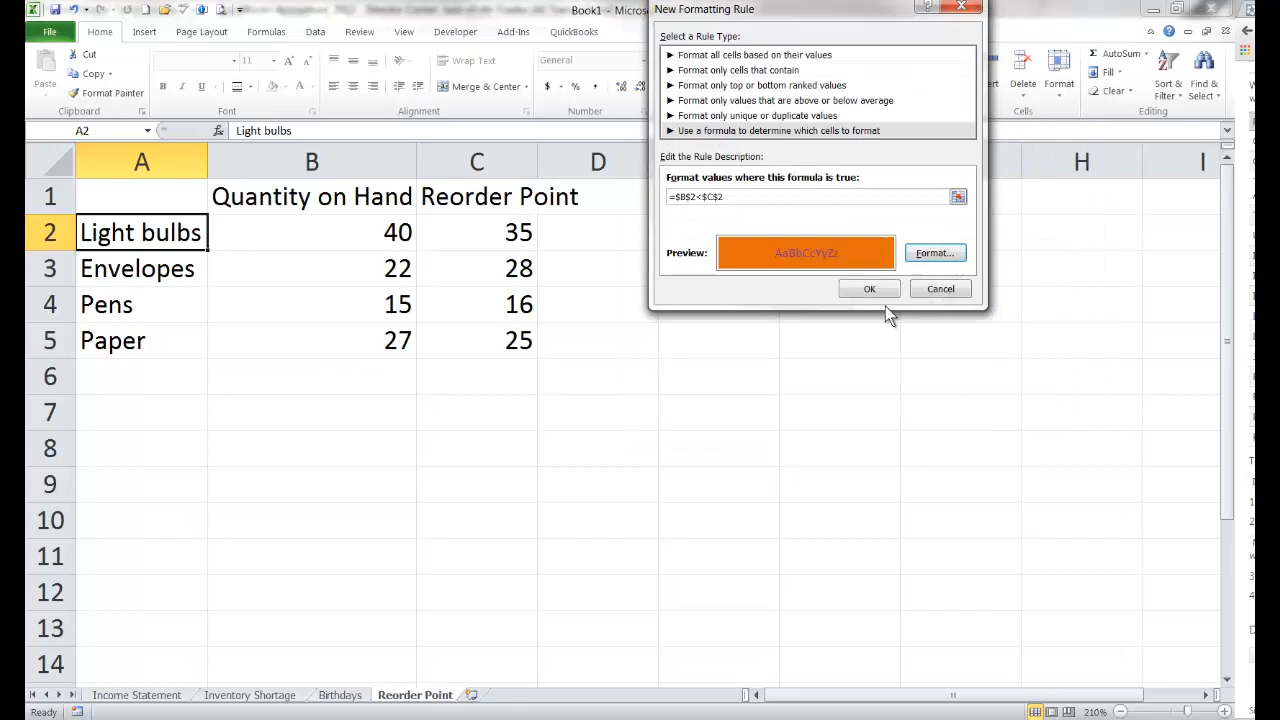 Book1 - Microso
New Formatting Rule
File Home Insert Page Layout Formulas Data Review View Developer Add-Ins QuickBooks
Select a Rule Type:
► Format all cells based on their values
► Format only cells that contain
► Format only top or bottom ranked values
► Format only values that are above or below average
► Format only unique or duplicate values
► Use a formula to determine which cells to format
Edit the Rule Description:
Format values where this formula is true:
=$B$2<$C$2
Preview: AaBbCcYyZz Format...
OK Cancel
Paste
Cut
Copy
Format Painter
Clipboard
11
B I U
Font
Wrap Text
Merge & Center
Alignment
General
$ % ,
Number
Delete Format
Cells
Σ AutoSum
Fill
Clear
Sort &
Filter
Find &
Select
Editing
A2 fx Light bulbs
A B C D H I
1 Quantity on Hand Reorder Point
2 Light bulbs 40 35
3 Envelopes 22 28
4 Pens 15 16
5 Paper 27 25
6
7
8
9
10
11
12
13
14
Income Statement Inventory Shortage Birthdays Reorder Point
Ready 210%